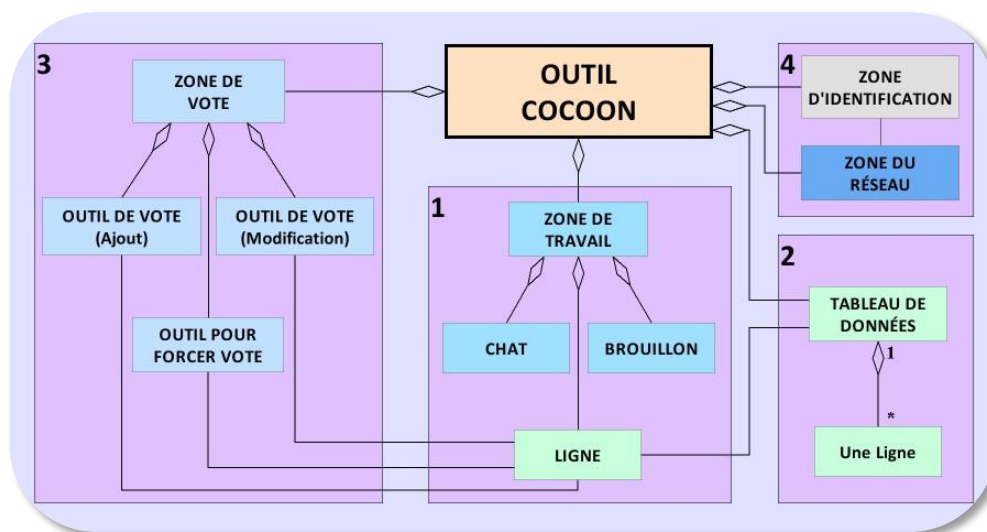 OUTIL
COCOON
3
ZONE DE
VOTE
OUTIL DE VOTE
(Ajout)
OUTIL DE VOTE
(Modification)
OUTIL POUR
FORCER VOTE
1
ZONE DE
TRAVAIL
CHAT
BROUILLON
LIGNE
4
ZONE
D'IDENTIFICATION
ZONE DU
RÉSEAU
2
TABLEAU DE
DONNÉES
1
*
Une Ligne